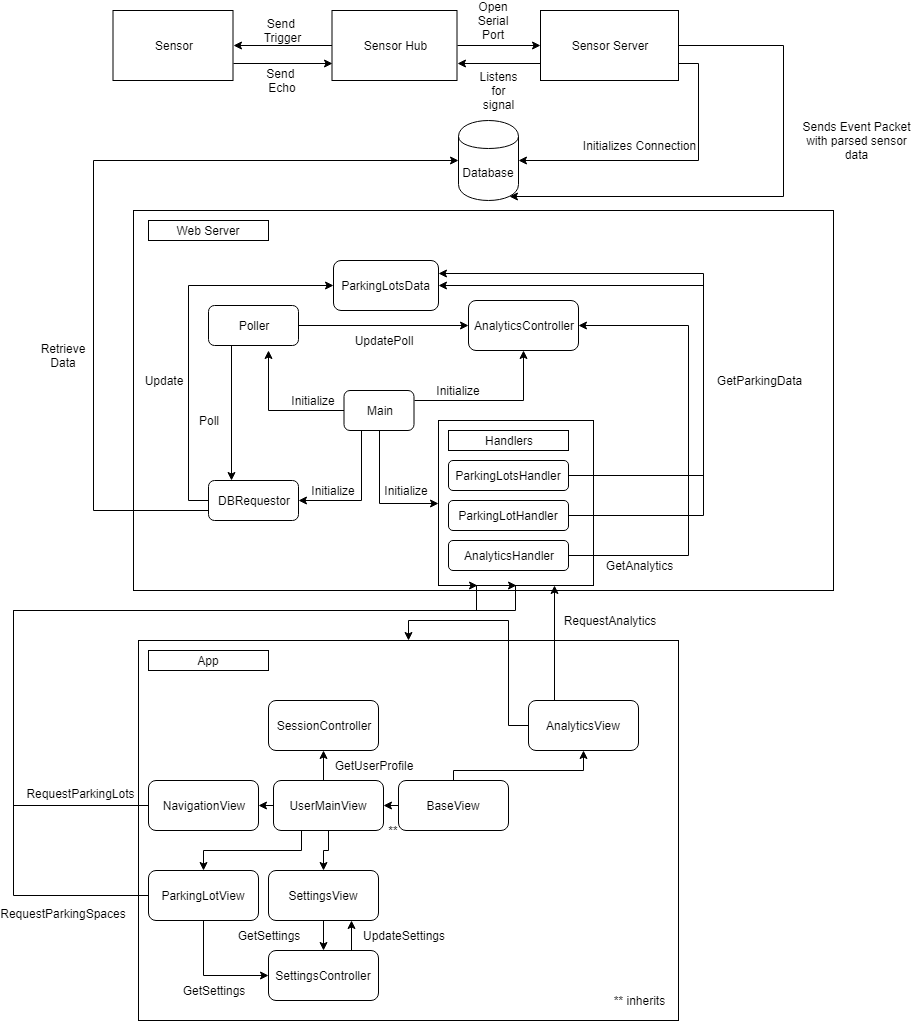 Sensor
Send
Trigger
Send
Echo
Sensor Hub
Open
Serial
Port
Listens
for
signal
Sensor Server
Initializes Connection
Sends Event Packet
with parsed sensor
data
Database
Web Server
ParkingLotsData
Poller
UpdatePoll
AnalyticsController
Retrieve
Data
Update
Poll
Initialize
Main
Initialize
GetParkingData
Handlers
ParkingLotsHandler
DBRequestor
Initialize
Initialize
ParkingLotHandler
AnalyticsHandler
GetAnalytics
RequestAnalytics
App
SessionController
AnalyticsView
GetUserProfile
RequestParkingLots
NavigationView
UserMainView
BaseView
**
ParkingLotView
SettingsView
RequestParkingSpaces
GetSettings
UpdateSettings
SettingsController
GetSettings
** inherits